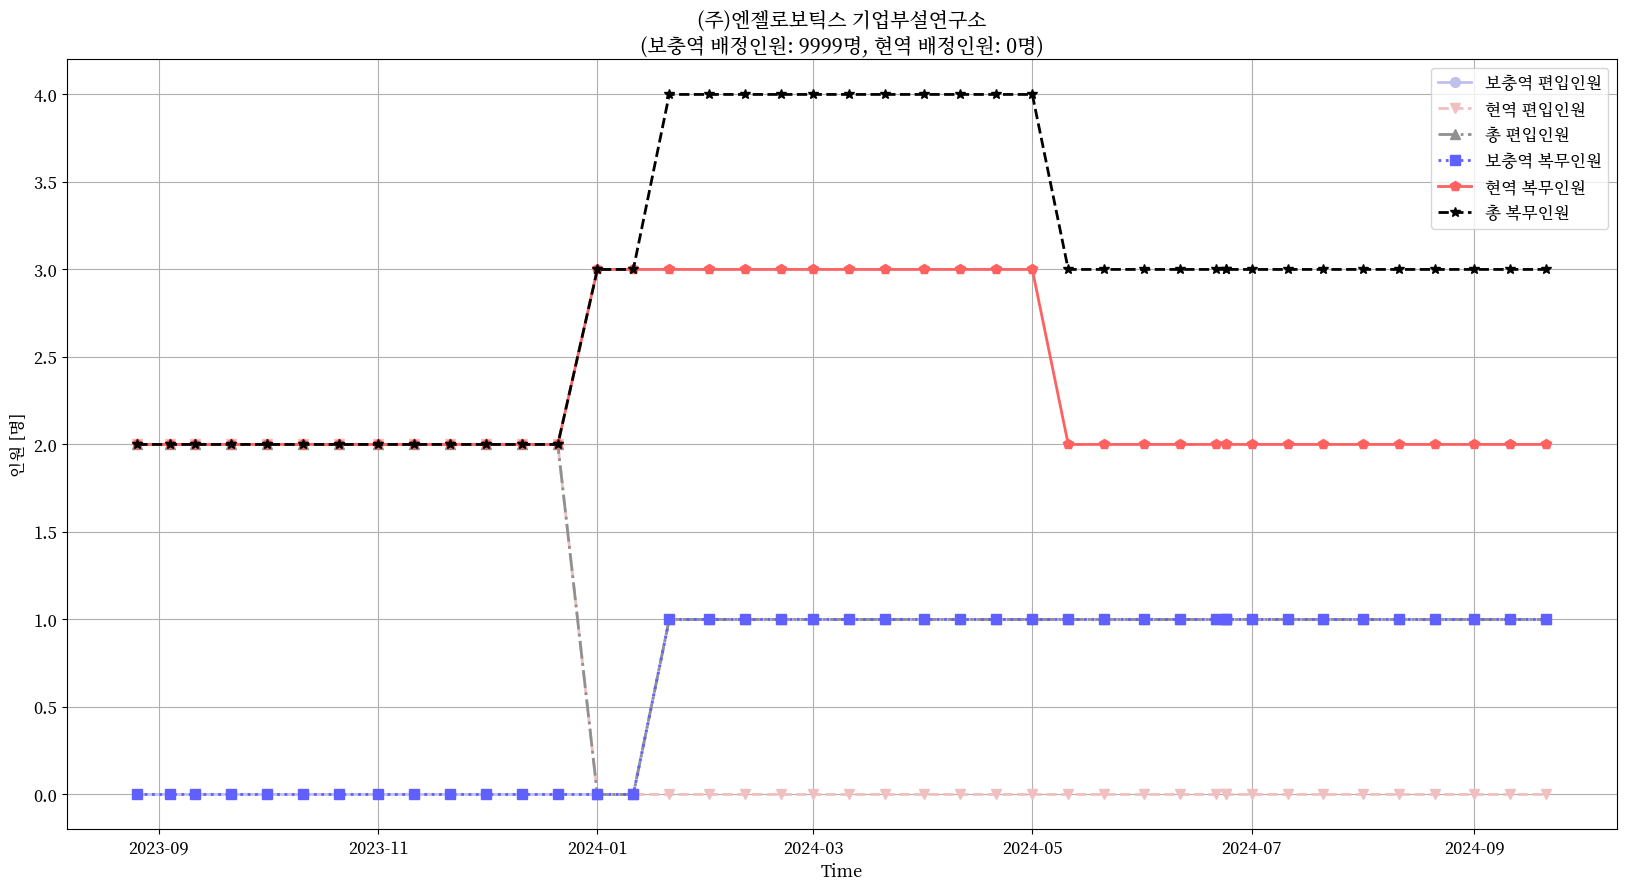 (주)엔젤로보틱스 기업부설연구소
(보충역 배정인원: 9999명, 현역 배정인원: 0명)
보충역 편입인원
현역 편입인원
총 편입인원
보충역 복무인원
현역 복무인원
총 복무인원
인원 [명]
4.0
3.5
3.0
2.5
2.0
1.5
1.0
0.5
0.0
2023-09
2023-11
2024-01
2024-03
2024-05
2024-07
2024-09
Time